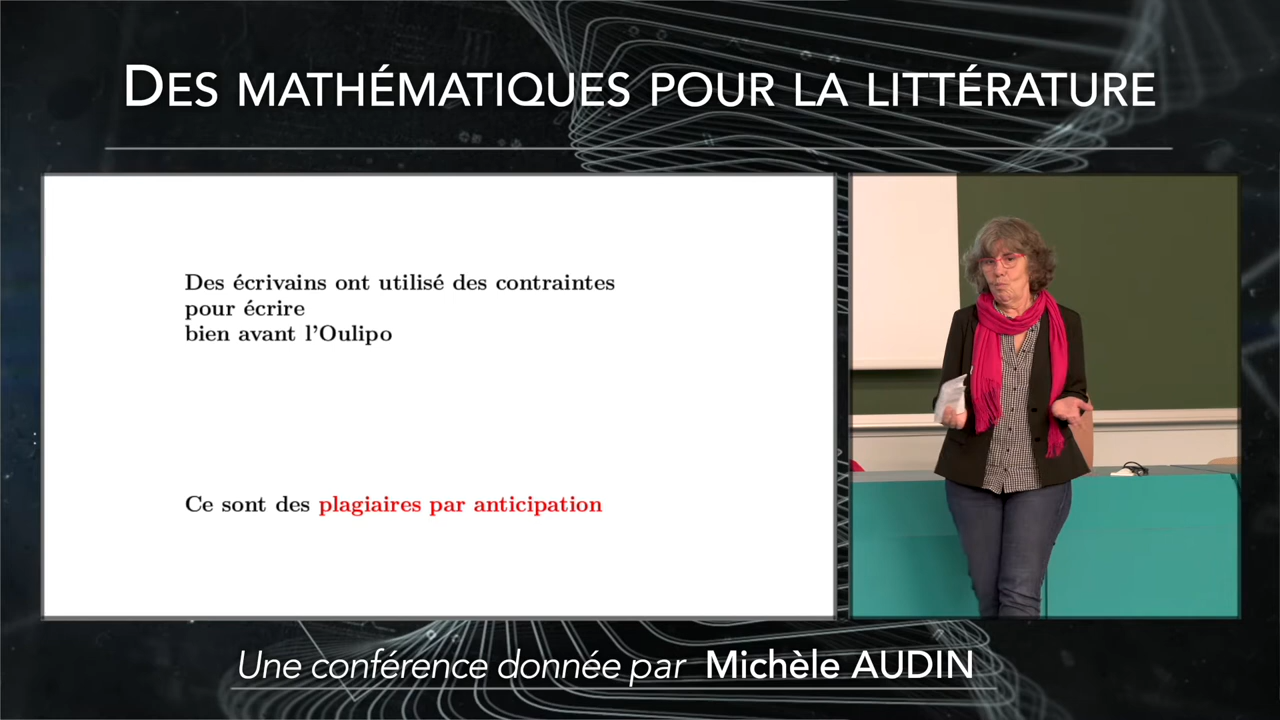 DES MATHÉMATIQUES POUR LA LITTÉRATURE
Des écrivains ont utilisé des contraintes
pour écrire
bien avant l'Oulipo
Ce sont des plagiaires par anticipation
Une conférence donnée par Michèle AUDIN